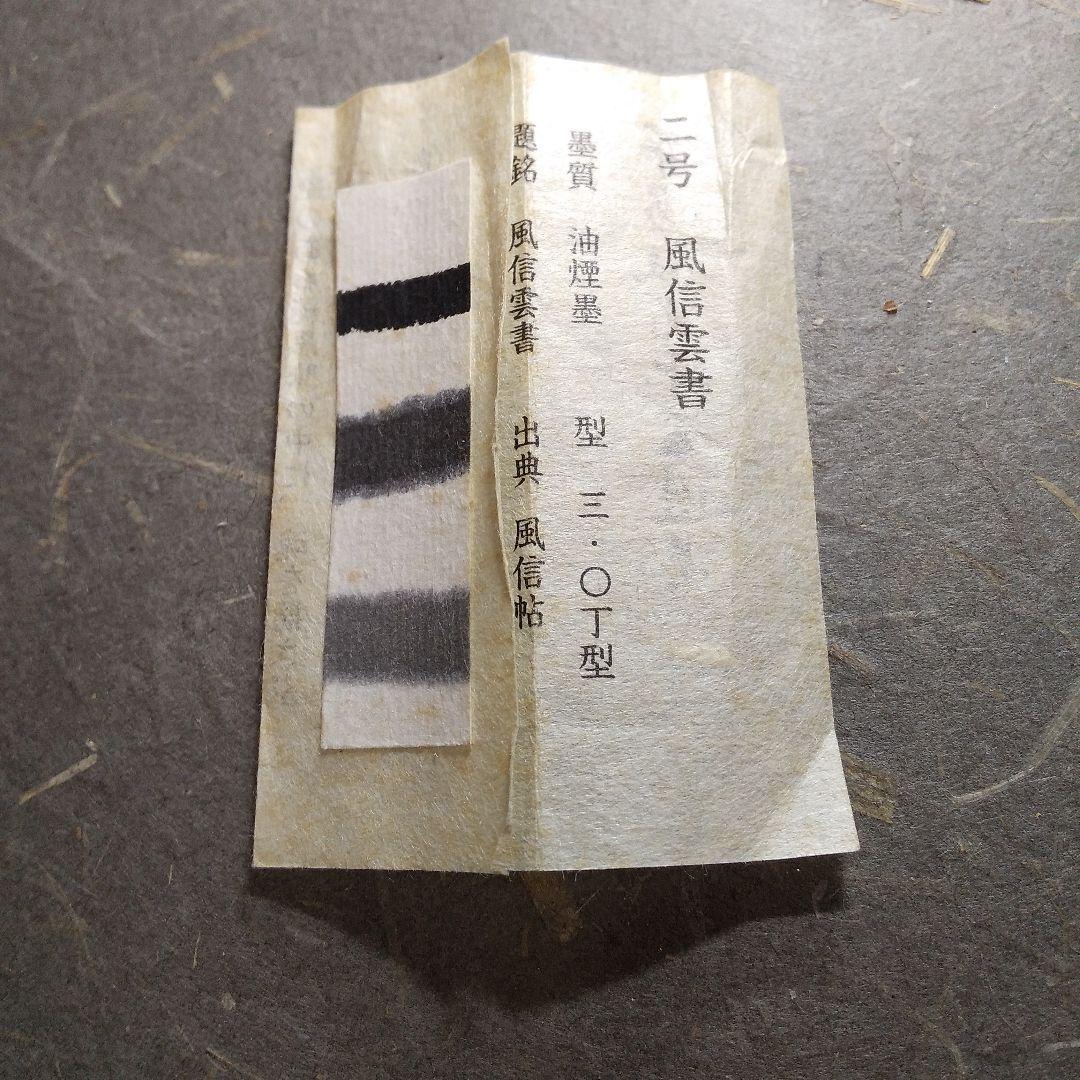 二号 風信雲書
墨質 油煙墨 型 三・〇丁型
題銘 風信雲書 出典 風信帖